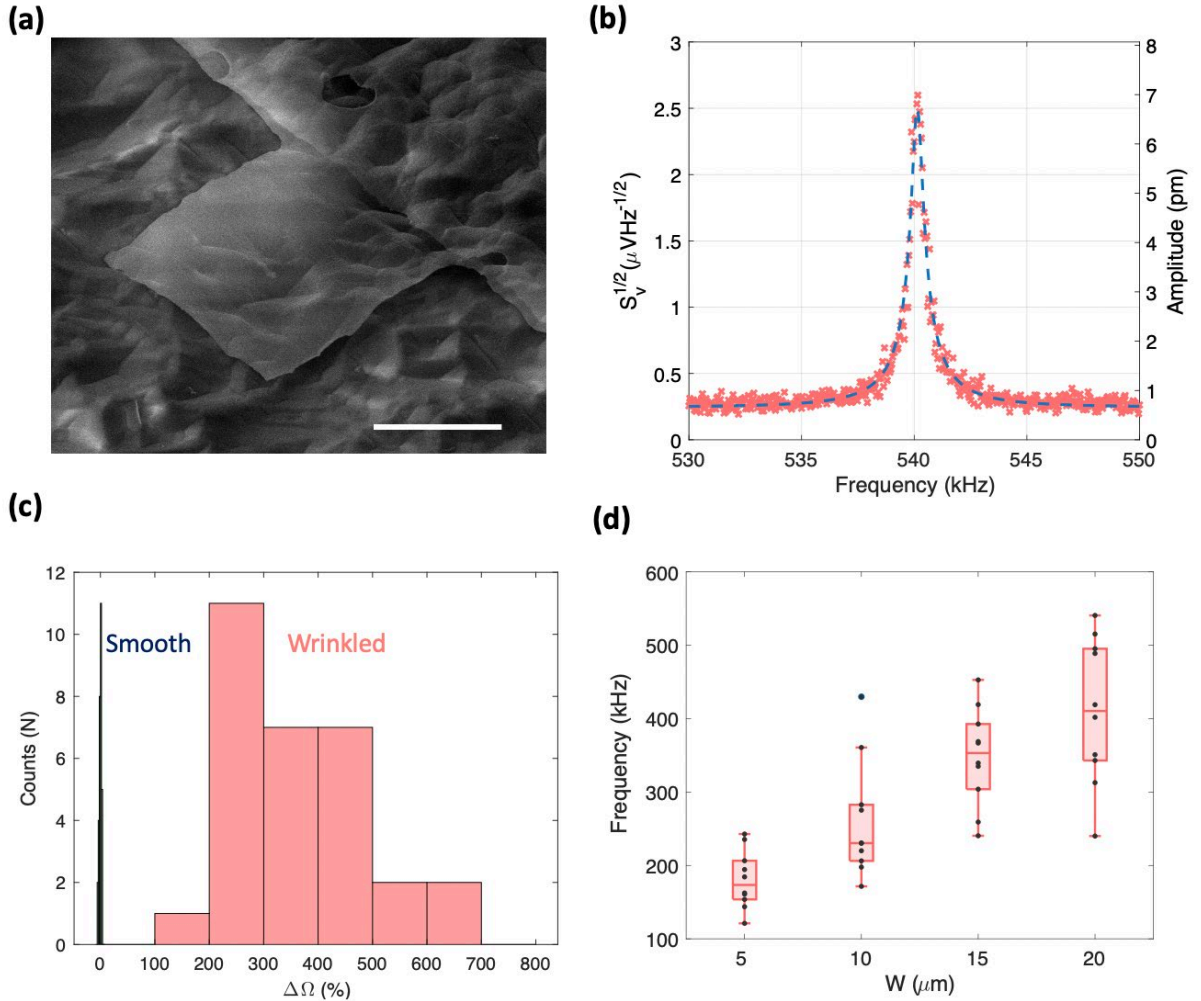 (a)
(b)
3
2.5
2
1.5
1
0.5
0
S_v^1/2 (μVHz^-1/2)
8
7
6
5
4
3
2
1
0
Amplitude (pm)
530 535 540 545 550
Frequency (kHz)
(c)
12
10
8
6
4
2
0
Counts (N)
Smooth Wrinkled
0 100 200 300 400 500 600 700 800
ΔΩ (%)
(d)
600
500
400
300
200
100
Frequency (kHz)
5 10 15 20
W (μm)